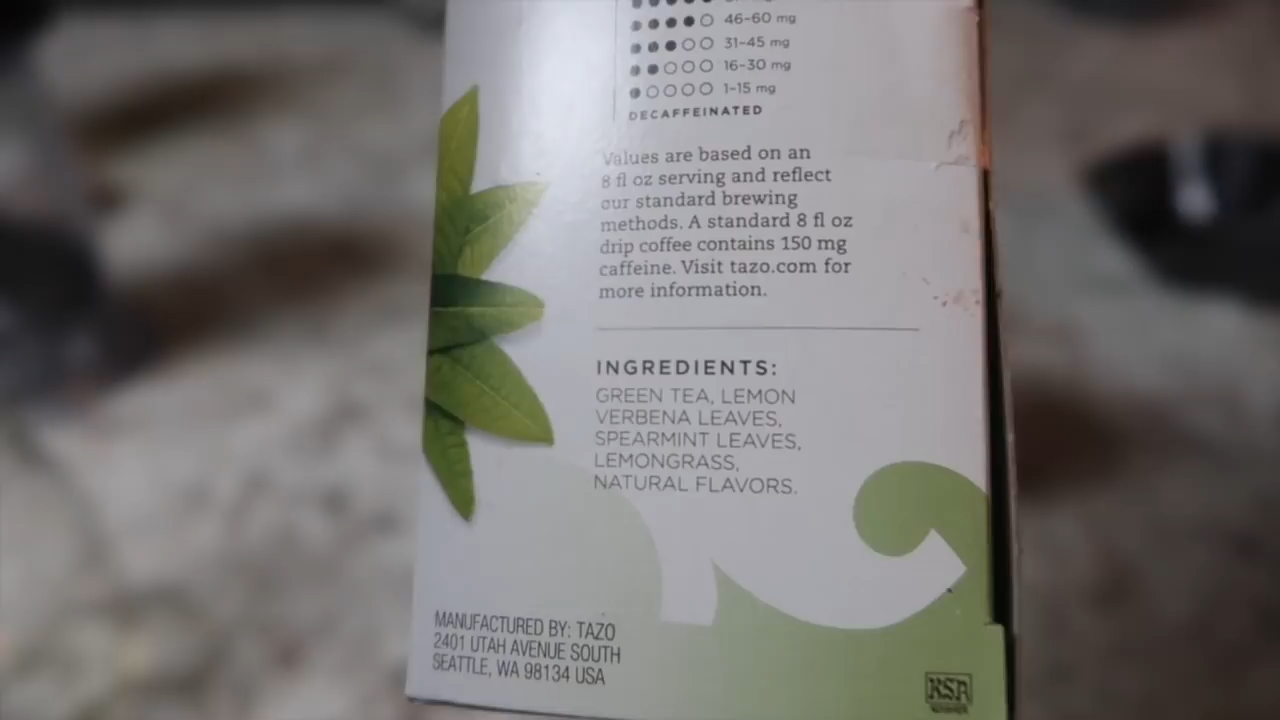 46–60 mg
31–45 mg
16–30 mg
1–15 mg
DECAFFEINATED
Values are based on an
8 fl oz serving and reflect
our standard brewing
methods. A standard 8 fl oz
drip coffee contains 150 mg
caffeine. Visit tazo.com for
more information.
INGREDIENTS:
GREEN TEA, LEMON
VERBENA LEAVES,
SPEARMINT LEAVES,
LEMONGRASS,
NATURAL FLAVORS.
MANUFACTURED BY: TAZO
2401 UTAH AVENUE SOUTH
SEATTLE, WA 98134 USA
KSA